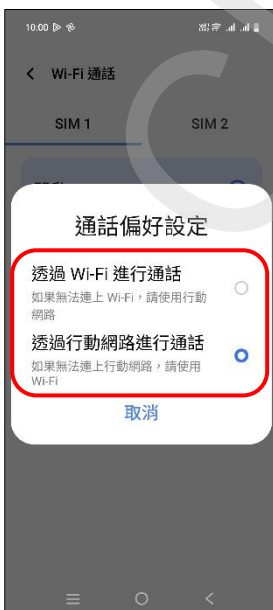 10:00
Wi-Fi 通話
SIM 1
SIM 2
通話偏好設定
透過 Wi-Fi 進行通話
如果無法連上 Wi-Fi，請使用行動
網路
透過行動網路進行通話
如果無法連上行動網路，請使用
Wi-Fi
取消